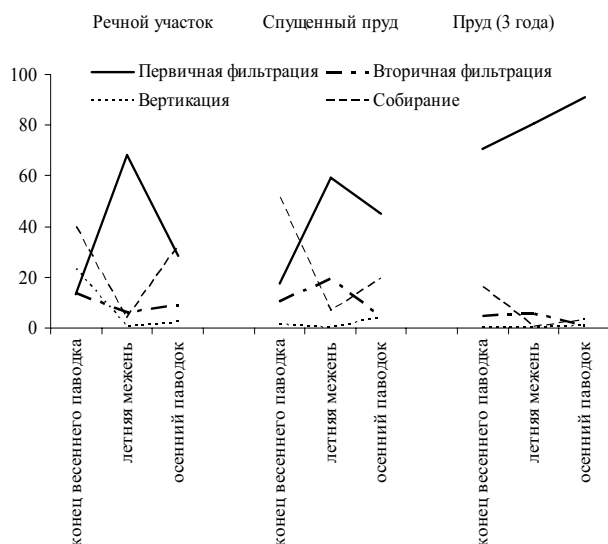 Речной участок Спущенный пруд Пруд (3 года)
100
80
60
40
20
0
Первичная фильтрация Вторичная фильтрация
Вертикация Собирание
конец весеннего паводка
летняя межень
осенний паводок
конец весеннего паводка
летняя межень
осенний паводок
конец весеннего паводка
летняя межень
осенний паводок